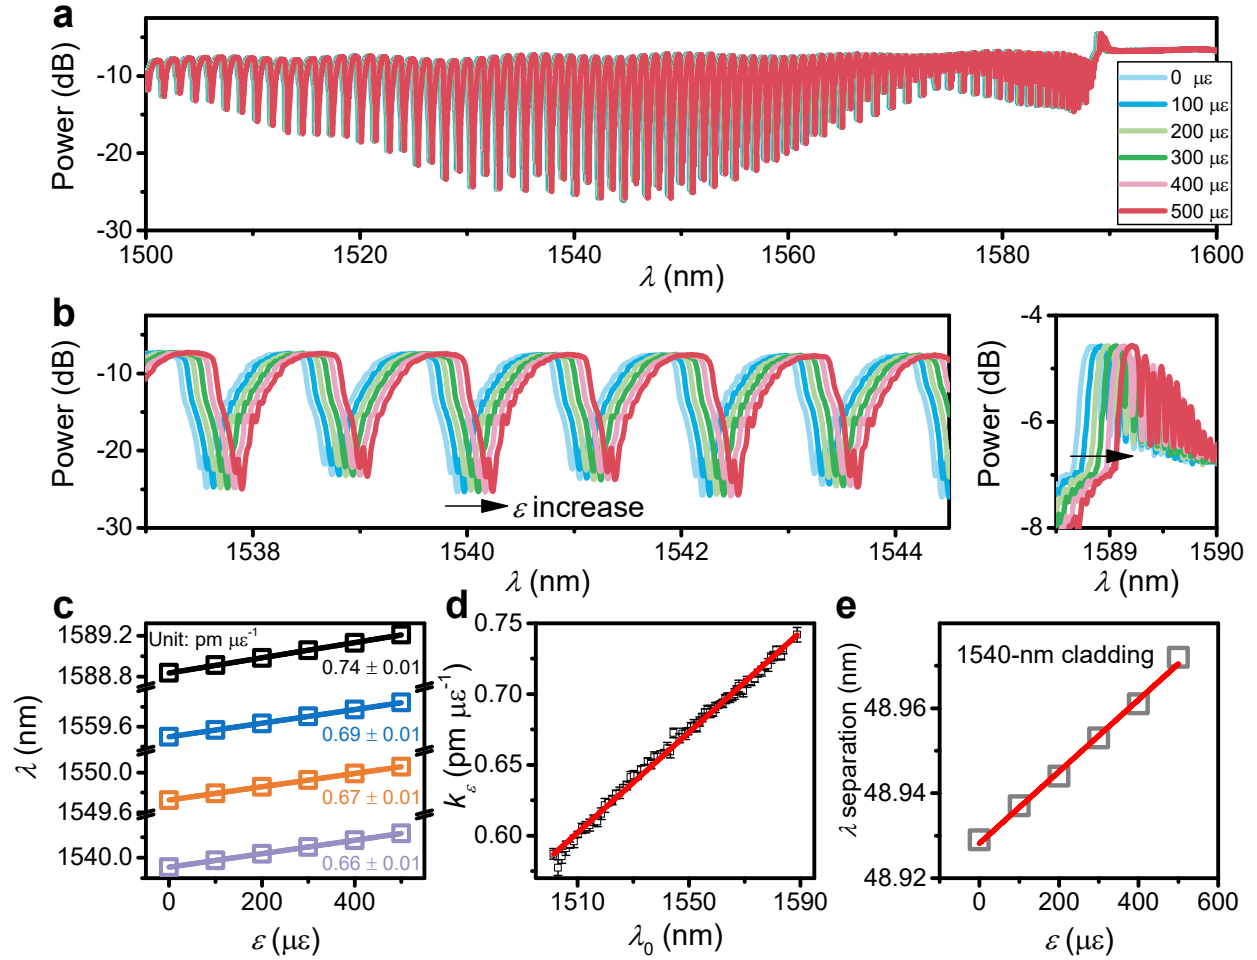 a
Power (dB)
-10
-20
-30
1500
1520
1540
1560
1580
1600
λ (nm)
0 με
100 με
200 με
300 με
400 με
500 με
b
Power (dB)
-10
-20
-30
1538
1540
1542
1544
λ (nm)
ε increase
Power (dB)
-4
-6
-8
1589
1590
λ (nm)
c
λ (nm)
1589.2
1588.8
1559.6
1550.0
1549.6
1540.0
Unit: pm με⁻¹
0.74 ± 0.01
0.69 ± 0.01
0.67 ± 0.01
0.66 ± 0.01
0
200
400
ε (με)
d
k_ε (pm με⁻¹)
0.75
0.70
0.65
0.60
1510
1550
1590
λ₀ (nm)
e
λ separation (nm)
48.96
48.94
48.92
1540-nm cladding
0
200
400
600
ε (με)